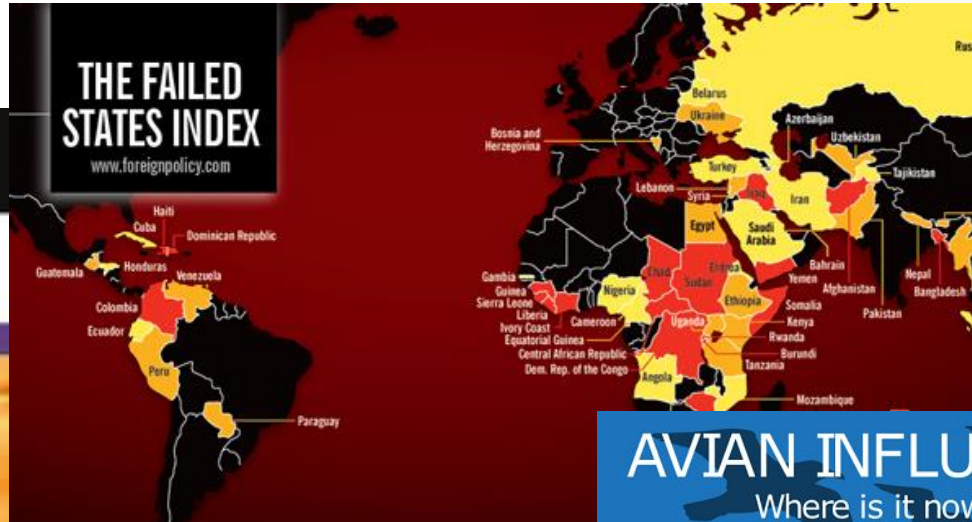 THE FAILED
STATES INDEX
www.foreignpolicy.com
Rus
Belarus
Ukraine
Bosnia and
Herzegovina
Azerbaijan
Uzbekistan
Turkey
Tajikistan
Lebanon
Syria
Iraq
Iran
Haiti
Cuba
Dominican Republic
Egypt
Saudi
Arabia
Guatemala
Honduras
Venezuela
Gambia
Guinea
Sierra Leone
Liberia
Ivory Coast
Equatorial Guinea
Central African Republic
Dem. Rep. of the Congo
Nigeria
Cameroon
Chad
Sudan
Eritrea
Ethiopia
Uganda
Bahrain
Yemen
Afghanistan
Nepal
Bangladesh
Pakistan
Somalia
Kenya
Rwanda
Burundi
Tanzania
Colombia
Ecuador
Peru
Angola
Mozambique
Paraguay
AVIAN INFLU
Where is it now